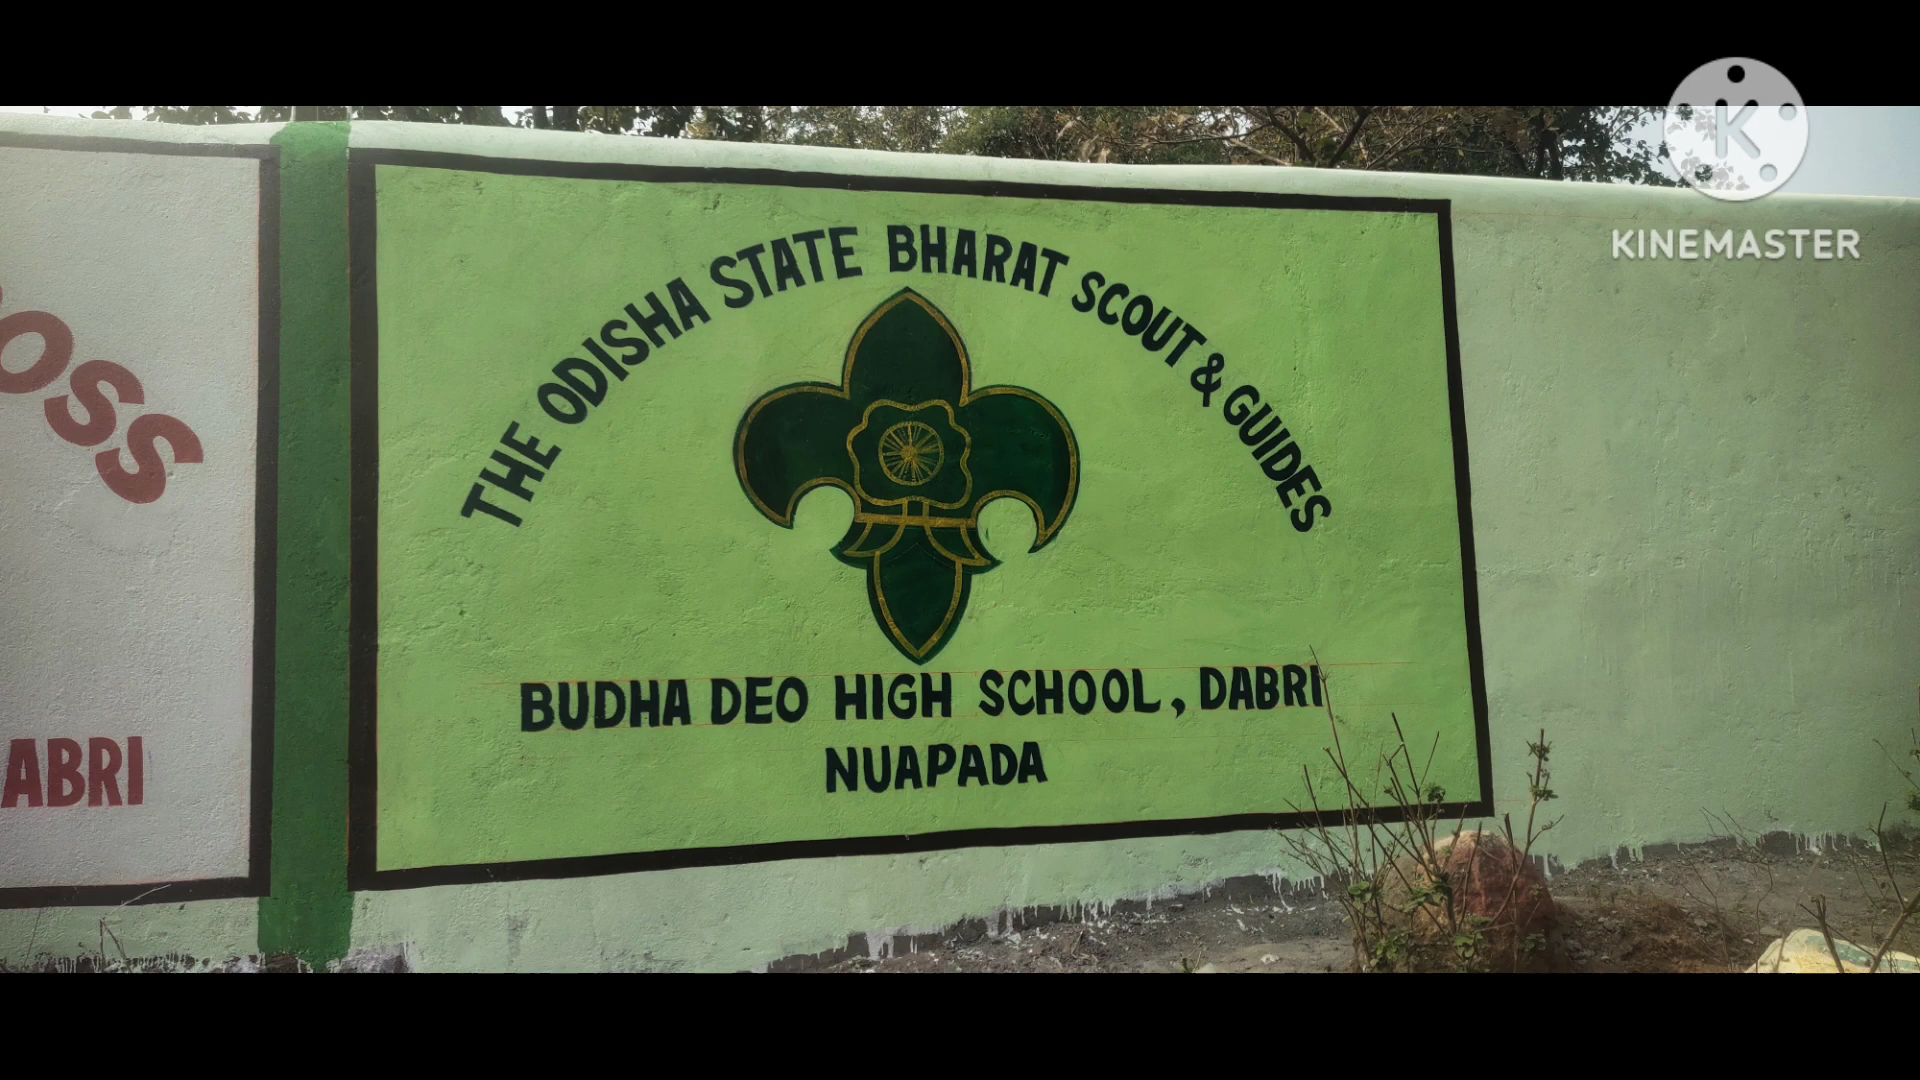 THE ODISHA STATE BHARAT SCOUT & GUIDES
BUDHA DEO HIGH SCHOOL, DABRI
NUAPADA
OSS
ABRI
K
KINEMASTER